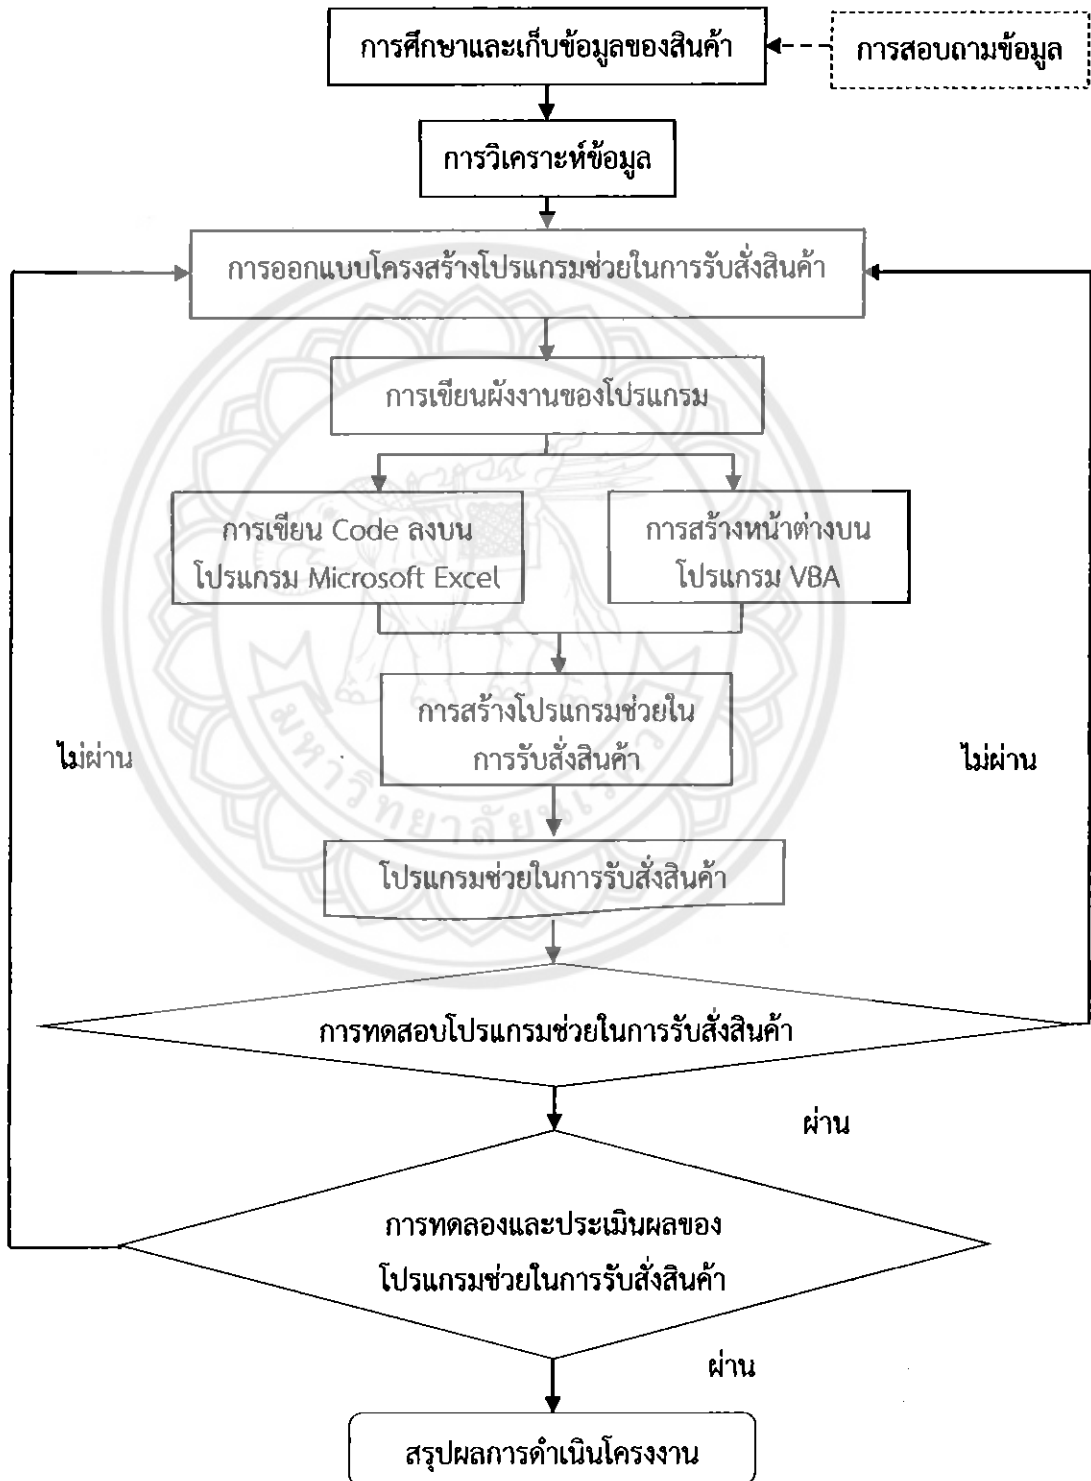 การศึกษาและเก็บข้อมูลของสินค้า
การสอบถามข้อมูล
การวิเคราะห์ข้อมูล
การออกแบบโครงสร้างโปรแกรมช่วยในการรับสั่งสินค้า
การเขียนผังงานของโปรแกรม
การเขียน Code ลงบน
โปรแกรม Microsoft Excel
การสร้างหน้าต่างบน
โปรแกรม VBA
การสร้างโปรแกรมช่วยใน
การรับสั่งสินค้า
ไม่ผ่าน
ไม่ผ่าน
มหาวิทยาลัยนเรศวร
โปรแกรมช่วยในการรับสั่งสินค้า
การทดสอบโปรแกรมช่วยในการรับสั่งสินค้า
ผ่าน
การทดลองและประเมินผลของ
โปรแกรมช่วยในการรับสั่งสินค้า
ผ่าน
สรุปผลการดำเนินโครงงาน